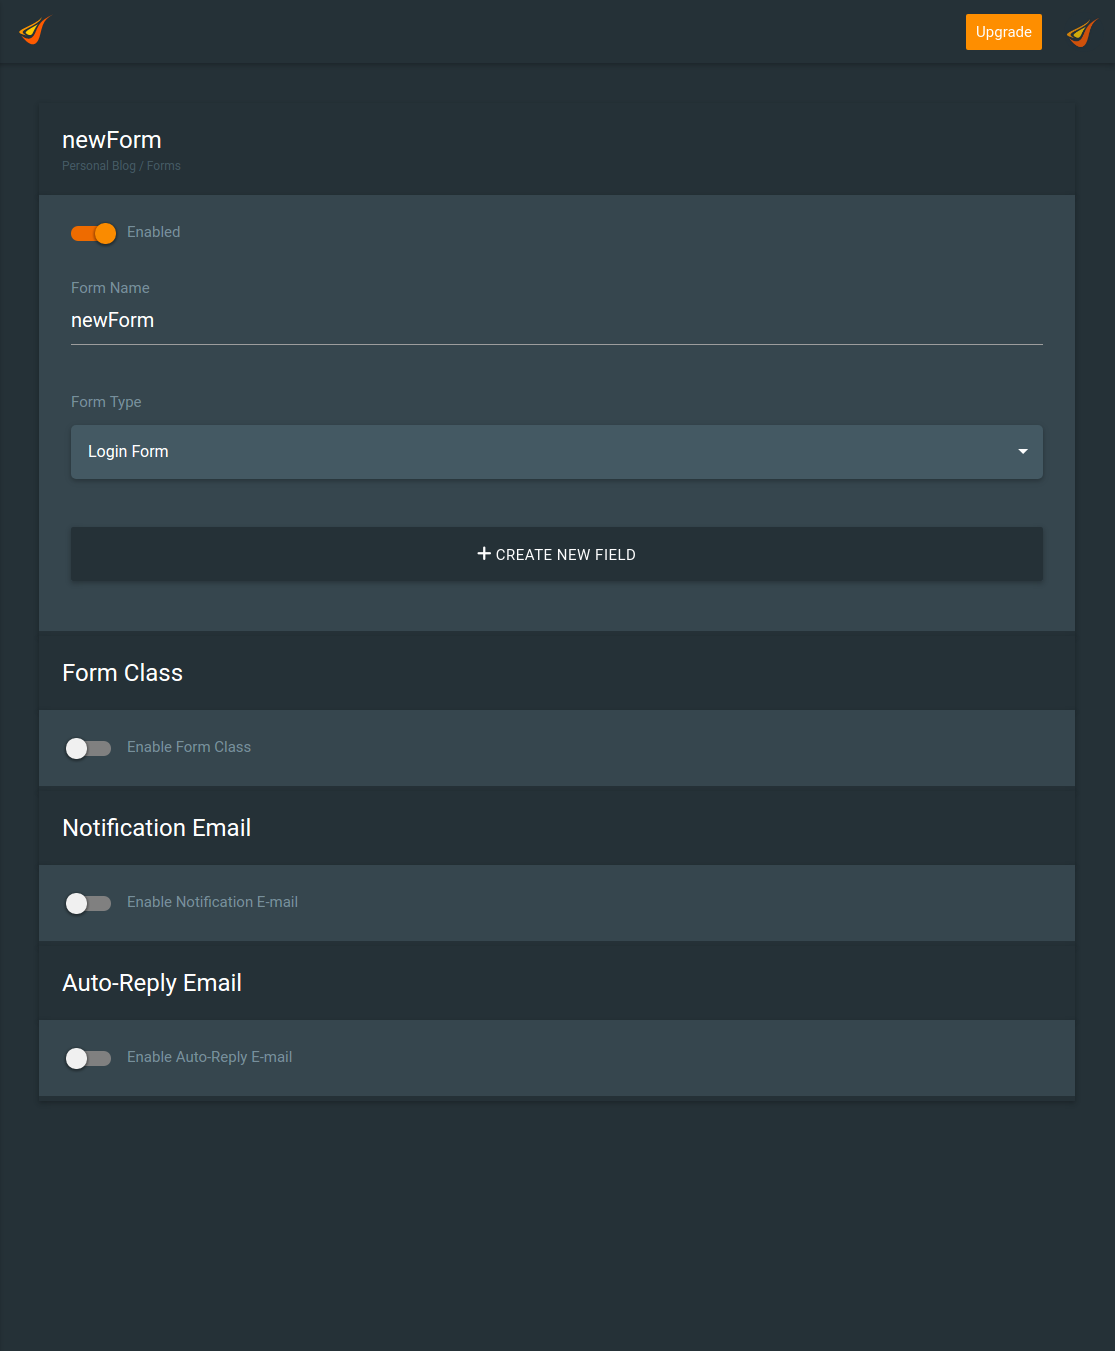 Upgrade
newForm
Personal Blog / Forms
Enabled
Form Name
newForm
Form Type
Login Form
CREATE NEW FIELD
Form Class
Enable Form Class
Notification Email
Enable Notification E-mail
Auto-Reply Email
Enable Auto-Reply E-mail